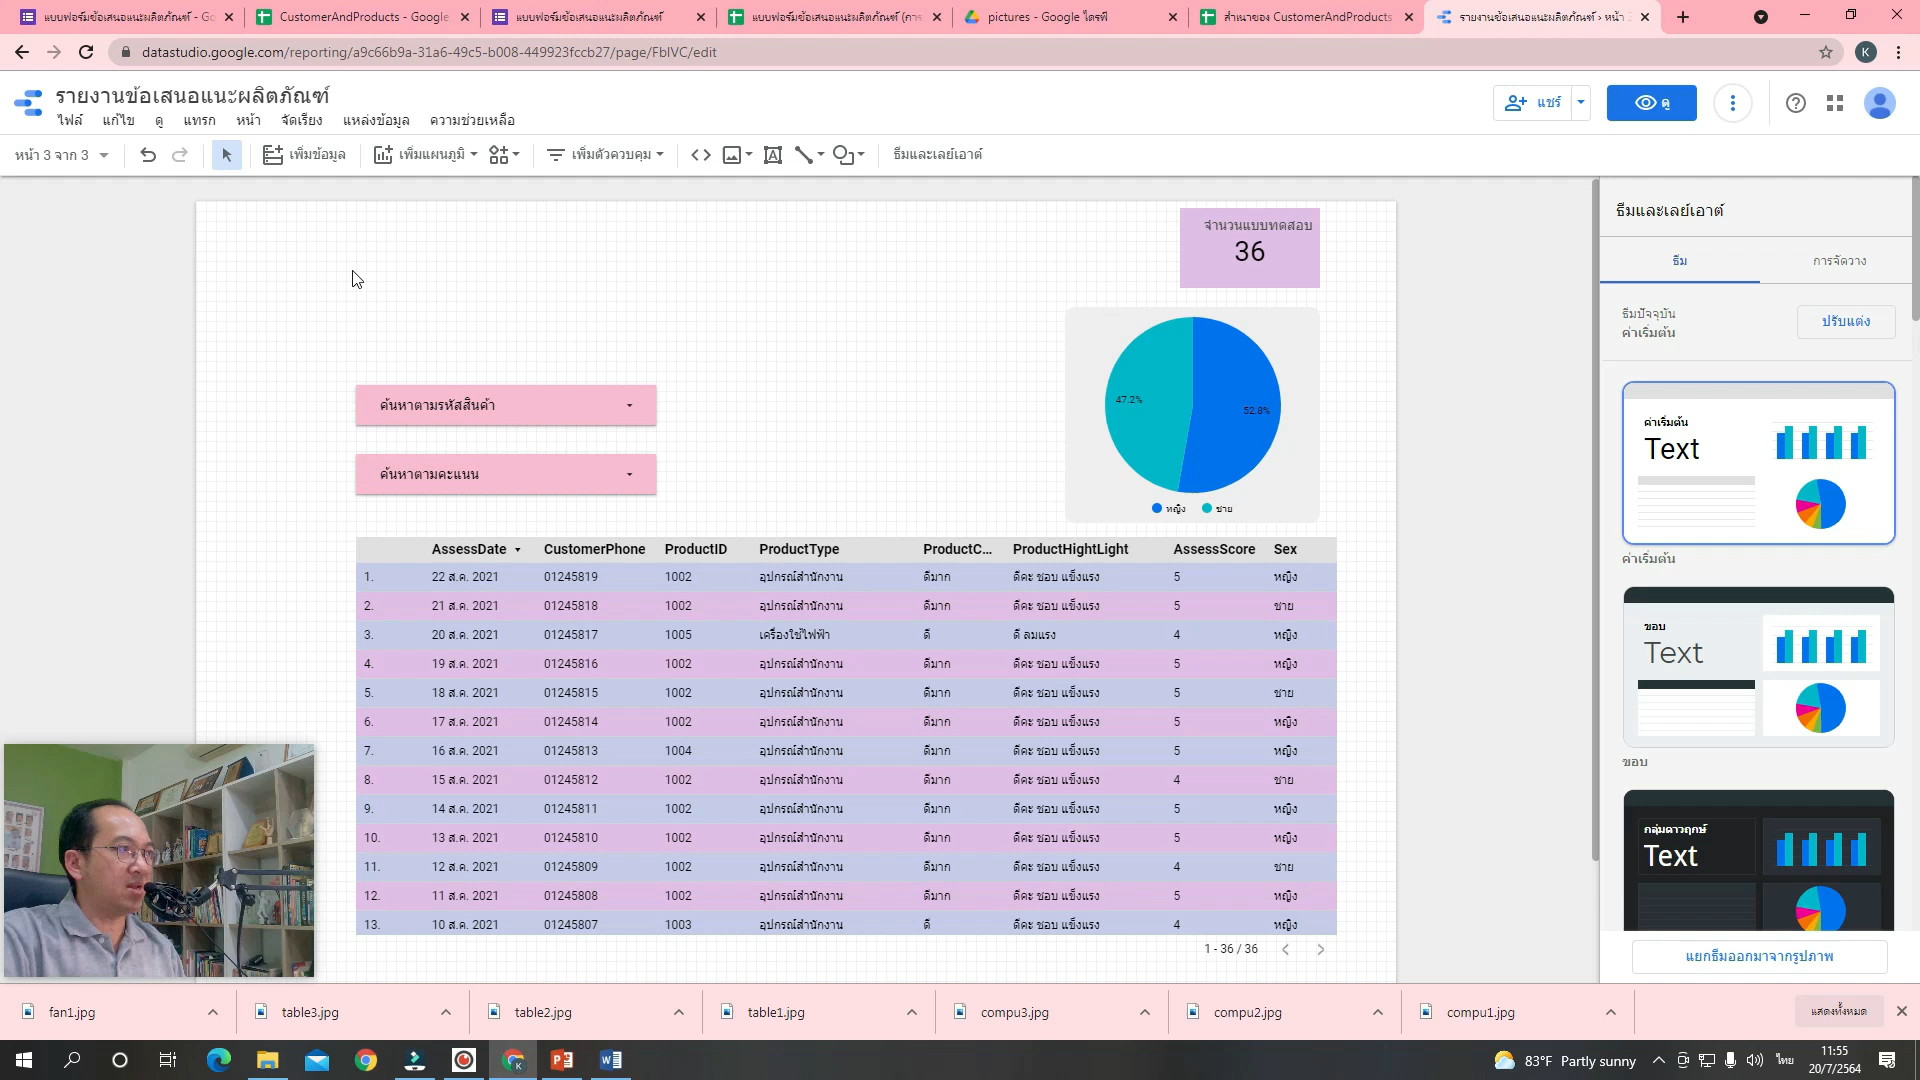 แบบฟอร์มข้อเสนอแนะผลิตภัณฑ์ - Go
CustomerAndProducts - Google
แบบฟอร์มข้อเสนอแนะผลิตภัณฑ์
แบบฟอร์มข้อเสนอแนะผลิตภัณฑ์ (การ
pictures - Google ไดรฟ์
สำเนาของ CustomerAndProducts
รายงานข้อเสนอแนะผลิตภัณฑ์ › หน้า 3
datastudio.google.com/reporting/a9c66b9a-31a6-49c5-b008-449923fccb27/page/FblVC/edit
K
รายงานข้อเสนอแนะผลิตภัณฑ์
ไฟล์ แก้ไข ดู แทรก หน้า จัดเรียง แหล่งข้อมูล ความช่วยเหลือ
แชร์
ดู
หน้า 3 จาก 3
เพิ่มข้อมูล
เพิ่มแผนภูมิ
เพิ่มตัวควบคุม
ธีมและเลย์เอาต์
จำนวนแบบทดสอบ
36
47.2%
52.8%
หญิง ชาย
ค้นหาตามรหัสสินค้า
ค้นหาตามคะแนน
AssessDate CustomerPhone ProductID ProductType ProductC... ProductHightLight AssessScore Sex
1. 22 ส.ค. 2021 01245819 1002 อุปกรณ์สำนักงาน ดีมาก ดีคะ ชอบ แข็งแรง 5 หญิง
2. 21 ส.ค. 2021 01245818 1002 อุปกรณ์สำนักงาน ดีมาก ดีคะ ชอบ แข็งแรง 5 ชาย
3. 20 ส.ค. 2021 01245817 1005 เครื่องใช้ไฟฟ้า ดี ดี ลมแรง 4 หญิง
4. 19 ส.ค. 2021 01245816 1002 อุปกรณ์สำนักงาน ดีมาก ดีคะ ชอบ แข็งแรง 5 หญิง
5. 18 ส.ค. 2021 01245815 1002 อุปกรณ์สำนักงาน ดีมาก ดีคะ ชอบ แข็งแรง 5 ชาย
6. 17 ส.ค. 2021 01245814 1002 อุปกรณ์สำนักงาน ดีมาก ดีคะ ชอบ แข็งแรง 5 หญิง
7. 16 ส.ค. 2021 01245813 1004 อุปกรณ์สำนักงาน ดีมาก ดีคะ ชอบ แข็งแรง 5 หญิง
8. 15 ส.ค. 2021 01245812 1002 อุปกรณ์สำนักงาน ดีมาก ดีคะ ชอบ แข็งแรง 4 ชาย
9. 14 ส.ค. 2021 01245811 1002 อุปกรณ์สำนักงาน ดีมาก ดีคะ ชอบ แข็งแรง 5 หญิง
10. 13 ส.ค. 2021 01245810 1002 อุปกรณ์สำนักงาน ดีมาก ดีคะ ชอบ แข็งแรง 5 หญิง
11. 12 ส.ค. 2021 01245809 1002 อุปกรณ์สำนักงาน ดีมาก ดีคะ ชอบ แข็งแรง 4 ชาย
12. 11 ส.ค. 2021 01245808 1002 อุปกรณ์สำนักงาน ดีมาก ดีคะ ชอบ แข็งแรง 5 หญิง
13. 10 ส.ค. 2021 01245807 1003 อุปกรณ์สำนักงาน ดี ดีคะ ชอบ แข็งแรง 4 หญิง
1 - 36 / 36
ธีมและเลย์เอาต์
ธีม การจัดวาง
ธีมปัจจุบัน
ค่าเริ่มต้น
ปรับแต่ง
ค่าเริ่มต้น
Text
ค่าเริ่มต้น
ขอบ
Text
ขอบ
กลุ่มดาวฤกษ์
Text
แยกธีมออกมาจากรูปภาพ
fan1.jpg
table3.jpg
table2.jpg
table1.jpg
compu3.jpg
compu2.jpg
compu1.jpg
แสดงทั้งหมด
83°F Partly sunny
ไทย
11:55
20/7/2564